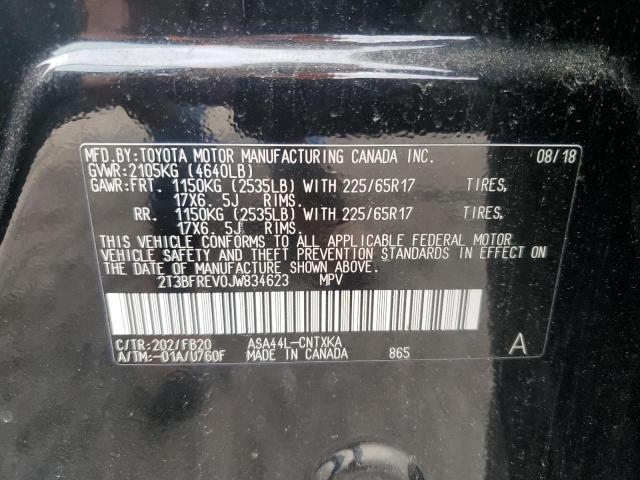 MFD.BY:TOYOTA MOTOR MANUFACTURING CANADA INC. 08/18
GVWR:2105KG (4640LB)
GAWR:FRT. 1150KG (2535LB) WITH 225/65R17 TIRES,
17X6. 5J RIMS.
RR. 1150KG (2535LB) WITH 225/65R17 TIRES,
17X6. 5J RIMS.
THIS VEHICLE CONFORMS TO ALL APPLICABLE FEDERAL MOTOR
VEHICLE SAFETY AND THEFT PREVENTION STANDARDS IN EFFECT ON
THE DATE OF MANUFACTURE SHOWN ABOVE.
2T3BFREV0JW834623 MPV
C/TR:202/FB20 ASA44L-CNTXKA
A/TM:-01A/U760F MADE IN CANADA 865 A